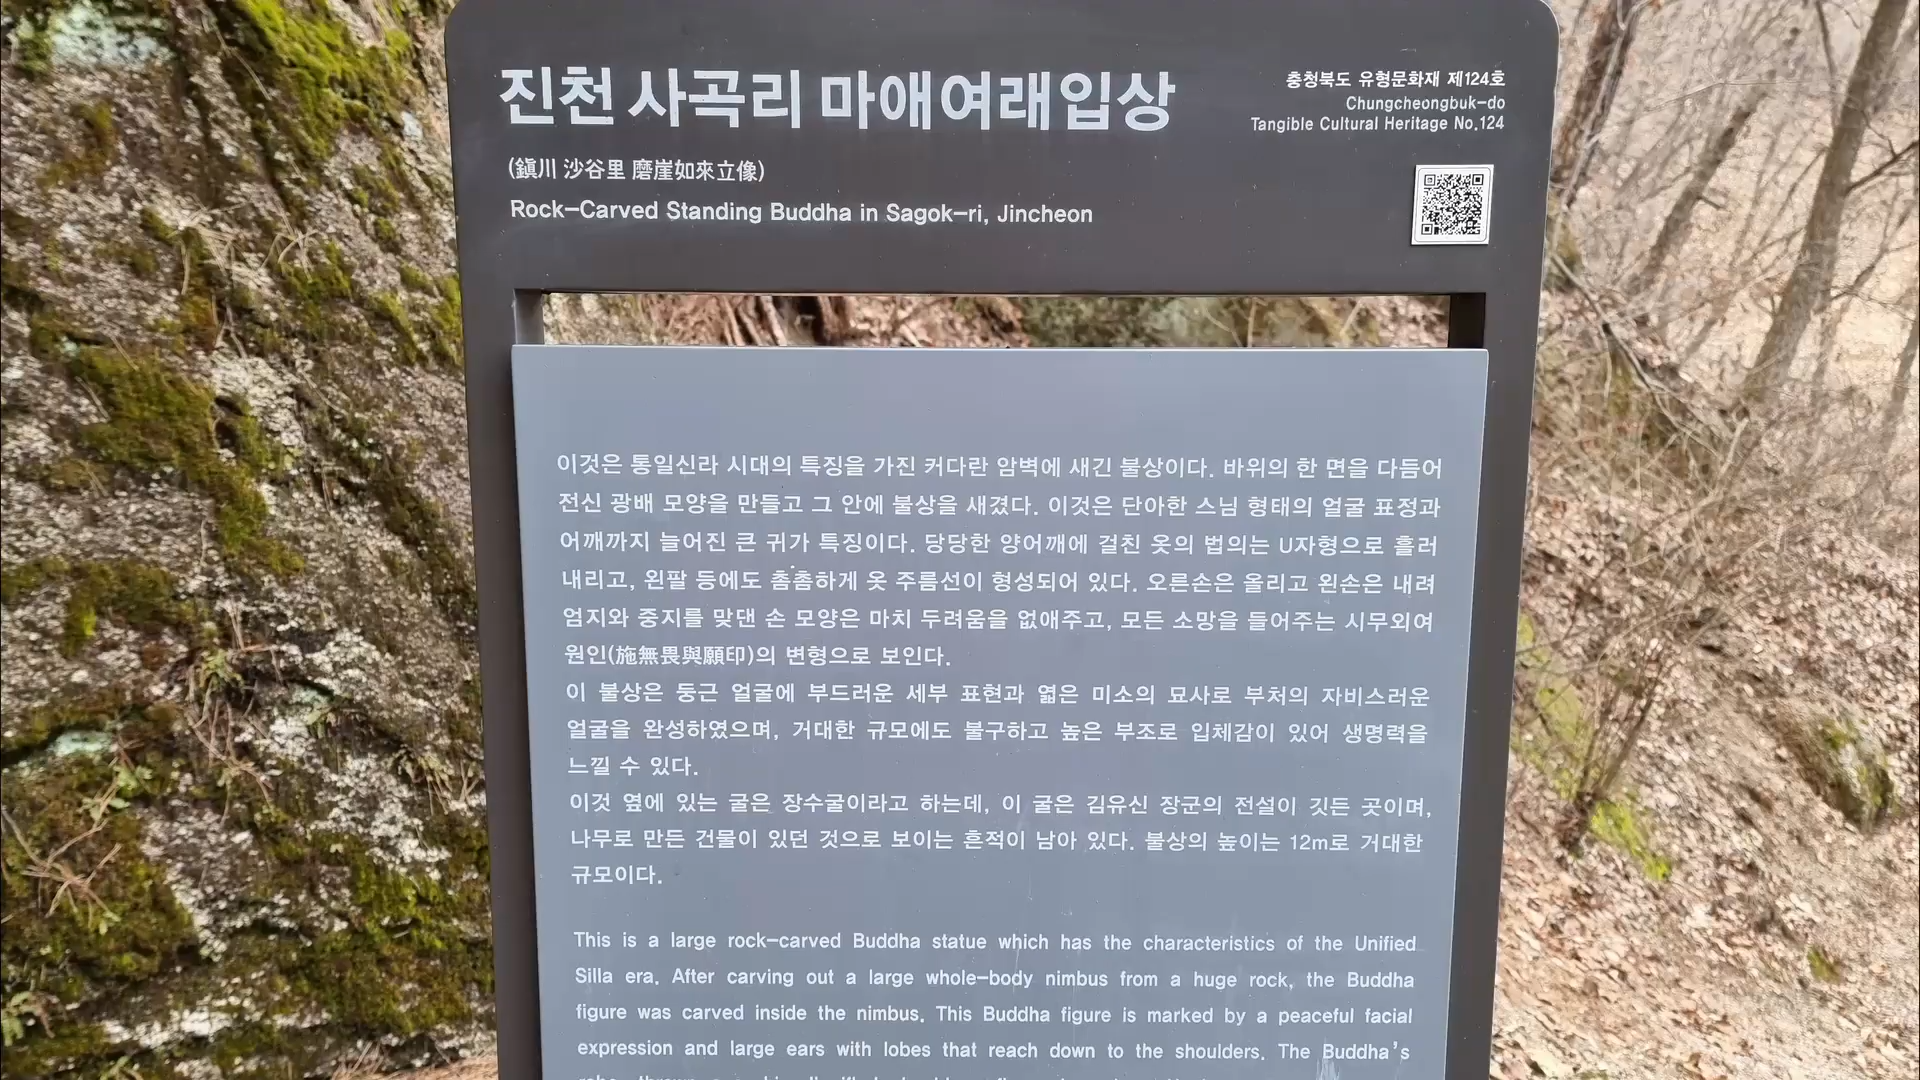 진천 사곡리 마애여래입상
충청북도 유형문화재 제124호
Chungcheongbuk-do
Tangible Cultural Heritage No.124
(鎭川 沙谷里 磨崖如來立像)
Rock-Carved Standing Buddha in Sagok-ri, Jincheon
이것은 통일신라 시대의 특징을 가진 커다란 암벽에 새긴 불상이다. 바위의 한 면을 다듬어
전신 광배 모양을 만들고 그 안에 불상을 새겼다. 이것은 단아한 스님 형태의 얼굴 표정과
어깨까지 늘어진 큰 귀가 특징이다. 당당한 양어깨에 걸친 옷의 법의는 U자형으로 흘러
내리고, 왼팔 등에도 촘촘하게 옷 주름선이 형성되어 있다. 오른손은 올리고 왼손은 내려
엄지와 중지를 맞댄 손 모양은 마치 두려움을 없애주고, 모든 소망을 들어주는 시무외여
원인(施無畏與願印)의 변형으로 보인다.
이 불상은 둥근 얼굴에 부드러운 세부 표현과 엷은 미소의 묘사로 부처의 자비스러운
얼굴을 완성하였으며, 거대한 규모에도 불구하고 높은 부조로 입체감이 있어 생명력을
느낄 수 있다.
이것 옆에 있는 굴은 장수굴이라고 하는데, 이 굴은 김유신 장군의 전설이 깃든 곳이며,
나무로 만든 건물이 있던 것으로 보이는 흔적이 남아 있다. 불상의 높이는 12m로 거대한
규모이다.
This is a large rock-carved Buddha statue which has the characteristics of the Unified
Silla era. After carving out a large whole-body nimbus from a huge rock, the Buddha
figure was carved inside the nimbus. This Buddha figure is marked by a peaceful facial
expression and large ears with lobes that reach down to the shoulders. The Buddha's